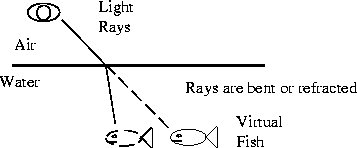 Light
Rays
Air
Water
Rays are bent or refracted
Virtual
Fish